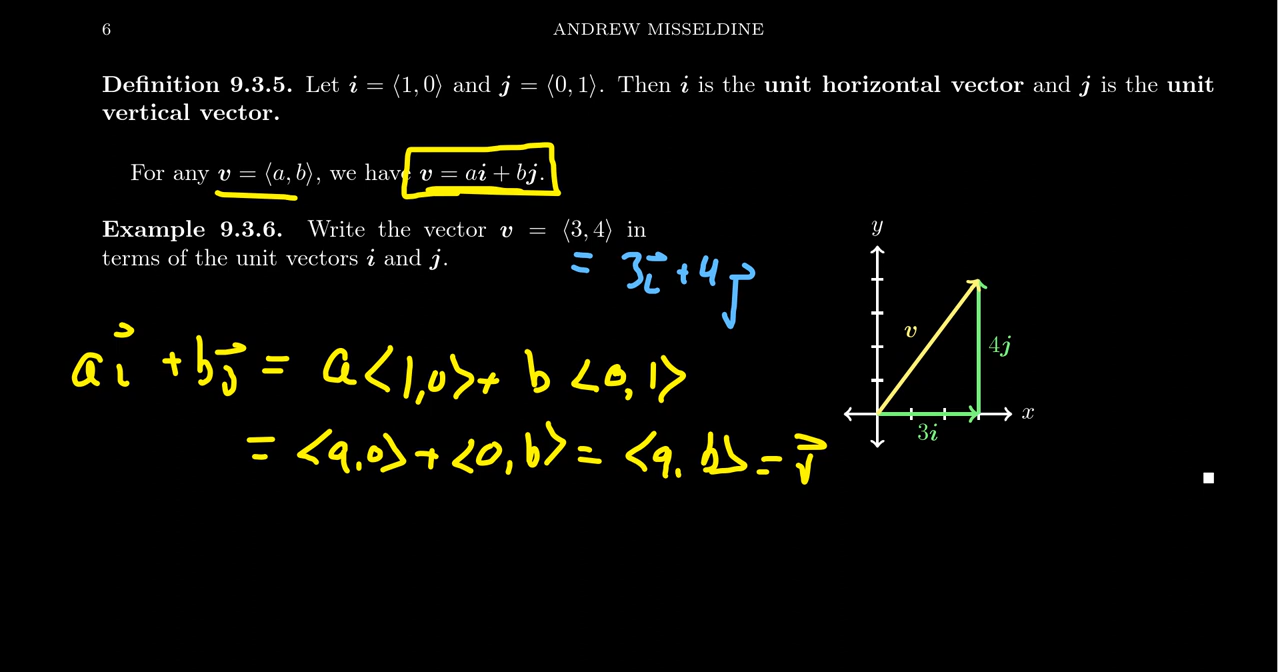 6 ANDREW MISSELDINE
Definition 9.3.5. Let i = ⟨1, 0⟩ and j = ⟨0, 1⟩. Then i is the unit horizontal vector and j is the unit
vertical vector.
For any v = ⟨a, b⟩, we have v = ai + bj.
Example 9.3.6. Write the vector v = ⟨3, 4⟩ in
terms of the unit vectors i and j.
= 3i⃗ + 4j⃗
ai⃗ + bj⃗ = a⟨1,0⟩ + b⟨0,1⟩
= ⟨a,0⟩ + ⟨0,b⟩ = ⟨a,b⟩ = v⃗
y
v
4j
x
3i